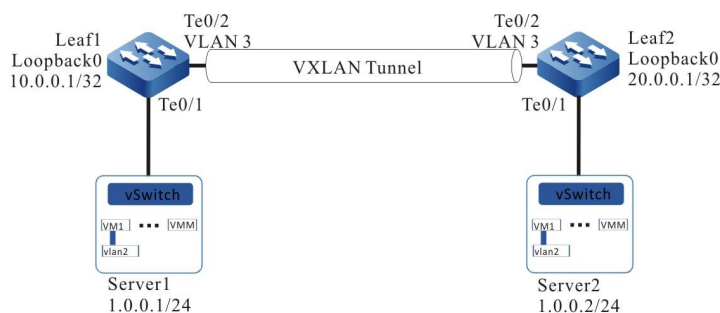 Te0/2
VLAN 3
Te0/2
VLAN 3
Leaf1
Loopback0
10.0.0.1/32
VXLAN Tunnel
Leaf2
Loopback0
20.0.0.1/32
Te0/1
Te0/1
vSwitch
VM1 ••• VMM
vlan2
Server1
1.0.0.1/24
vSwitch
VM1 ••• VMM
vlan2
Server2
1.0.0.2/24